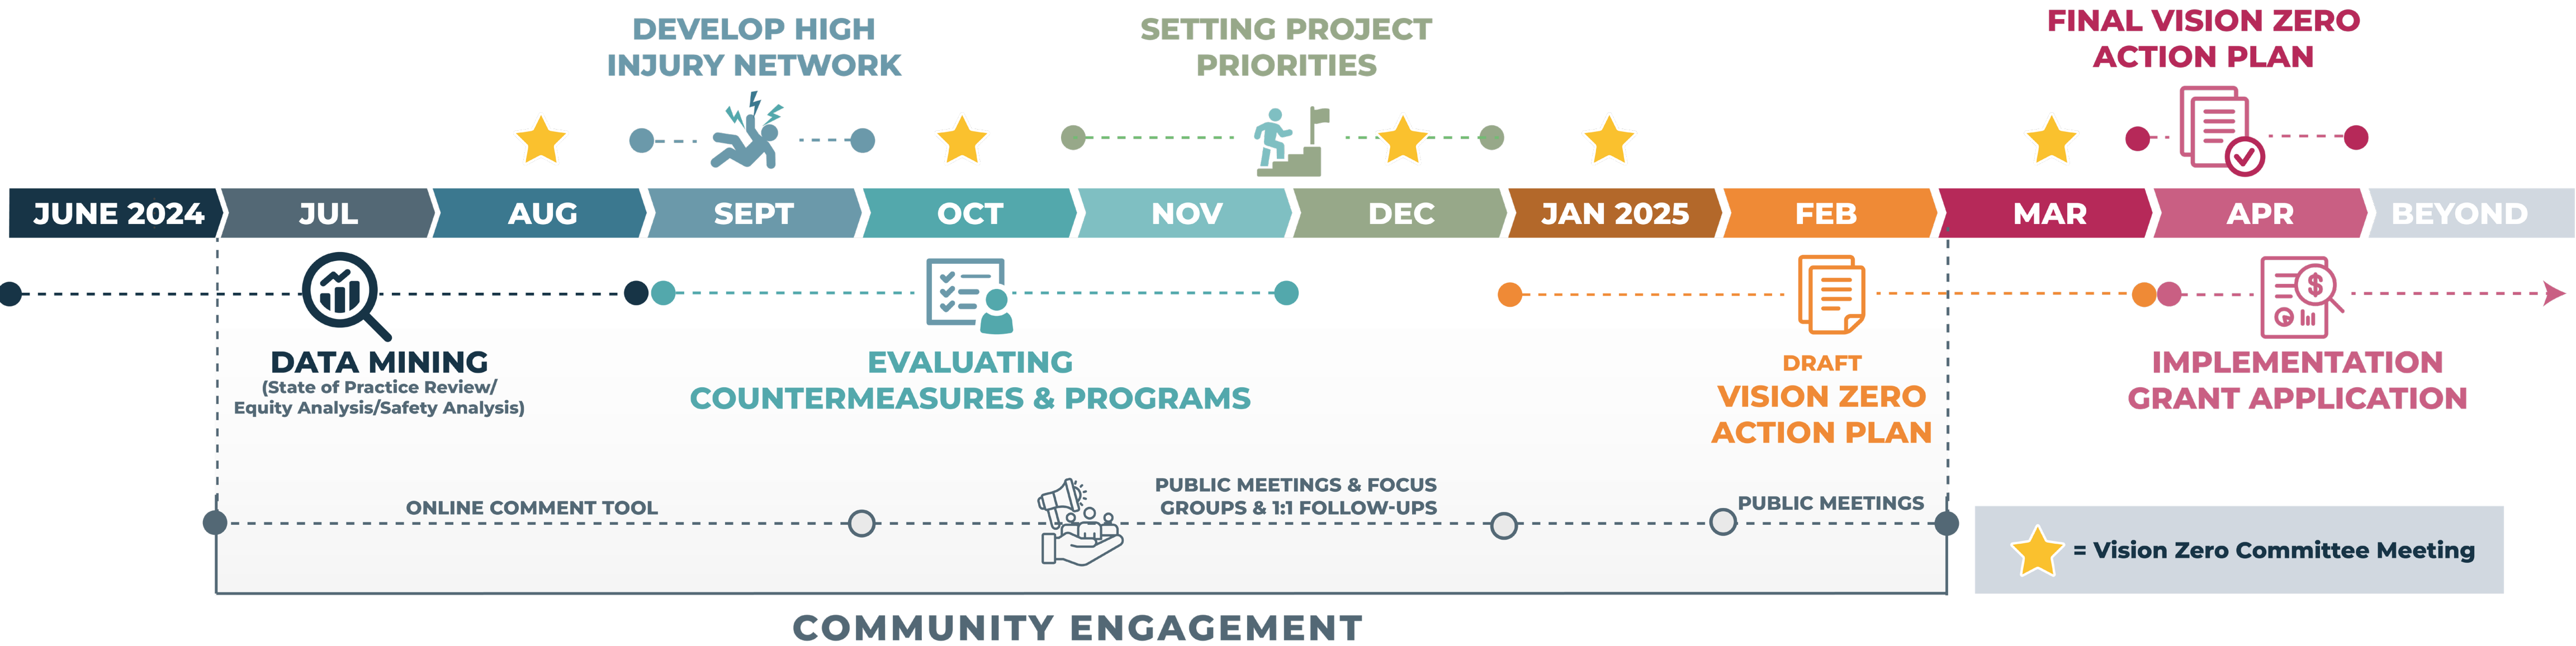 DEVELOP HIGH
INJURY NETWORK
SETTING PROJECT
PRIORITIES
FINAL VISION ZERO
ACTION PLAN
JUNE 2024
JUL
AUG
SEPT
OCT
NOV
DEC
JAN 2025
FEB
MAR
APR
BEYOND
DATA MINING
(State of Practice Review/
Equity Analysis/Safety Analysis)
EVALUATING
COUNTERMEASURES & PROGRAMS
DRAFT
VISION ZERO
ACTION PLAN
$
IMPLEMENTATION
GRANT APPLICATION
ONLINE COMMENT TOOL
PUBLIC MEETINGS & FOCUS
GROUPS & 1:1 FOLLOW-UPS
PUBLIC MEETINGS
= Vision Zero Committee Meeting
COMMUNITY ENGAGEMENT